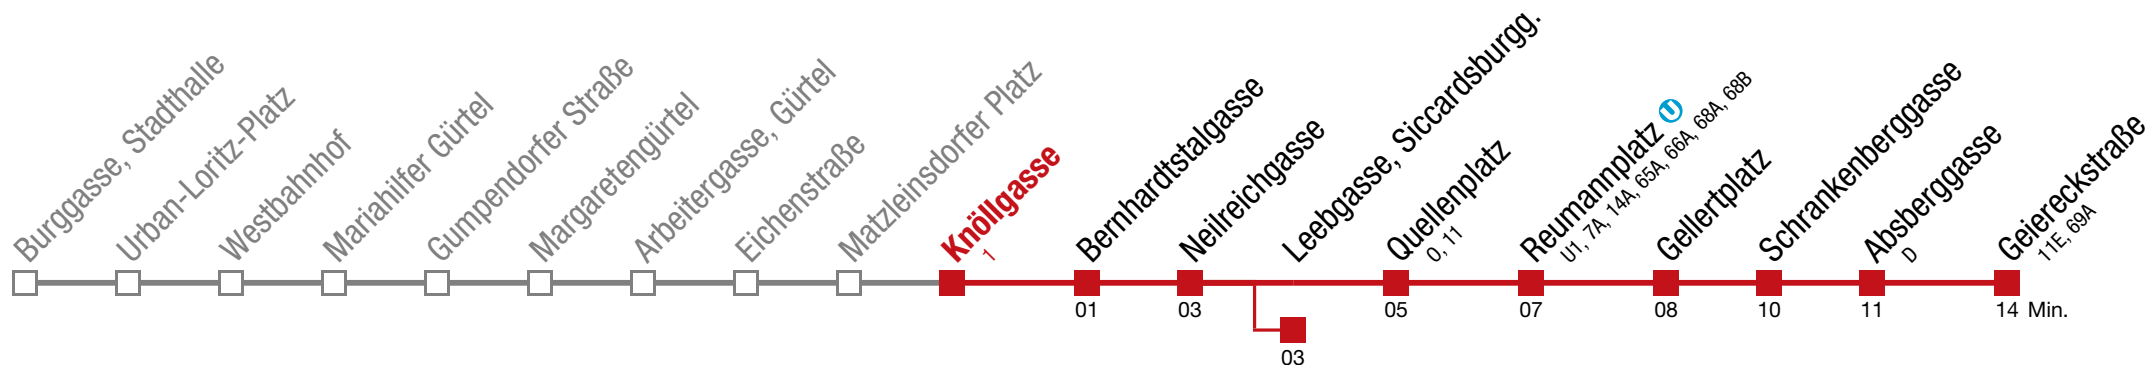 Burggasse, Stadthalle
Urban-Loritz-Platz
Westbahnhof
Mariahilfer Gürtel
Gumpendorfer Straße
Margaretengürtel
Arbeitergasse, Gürtel
Eichenstraße
Matzleinsdorfer Platz
Knöllgasse
1
Bernhardtstalgasse
Neilreichgasse
Leebgasse, Siccardsburgg.
Quellenplatz
O, 11
Reumannplatz U
U1, 7A, 14A, 65A, 66A, 68A, 68B
Gellertplatz
Schrankenberggasse
Absberggasse
D
Geiereckstraße
11E, 69A
01 03 05 07 08 10 11 14 Min.
03